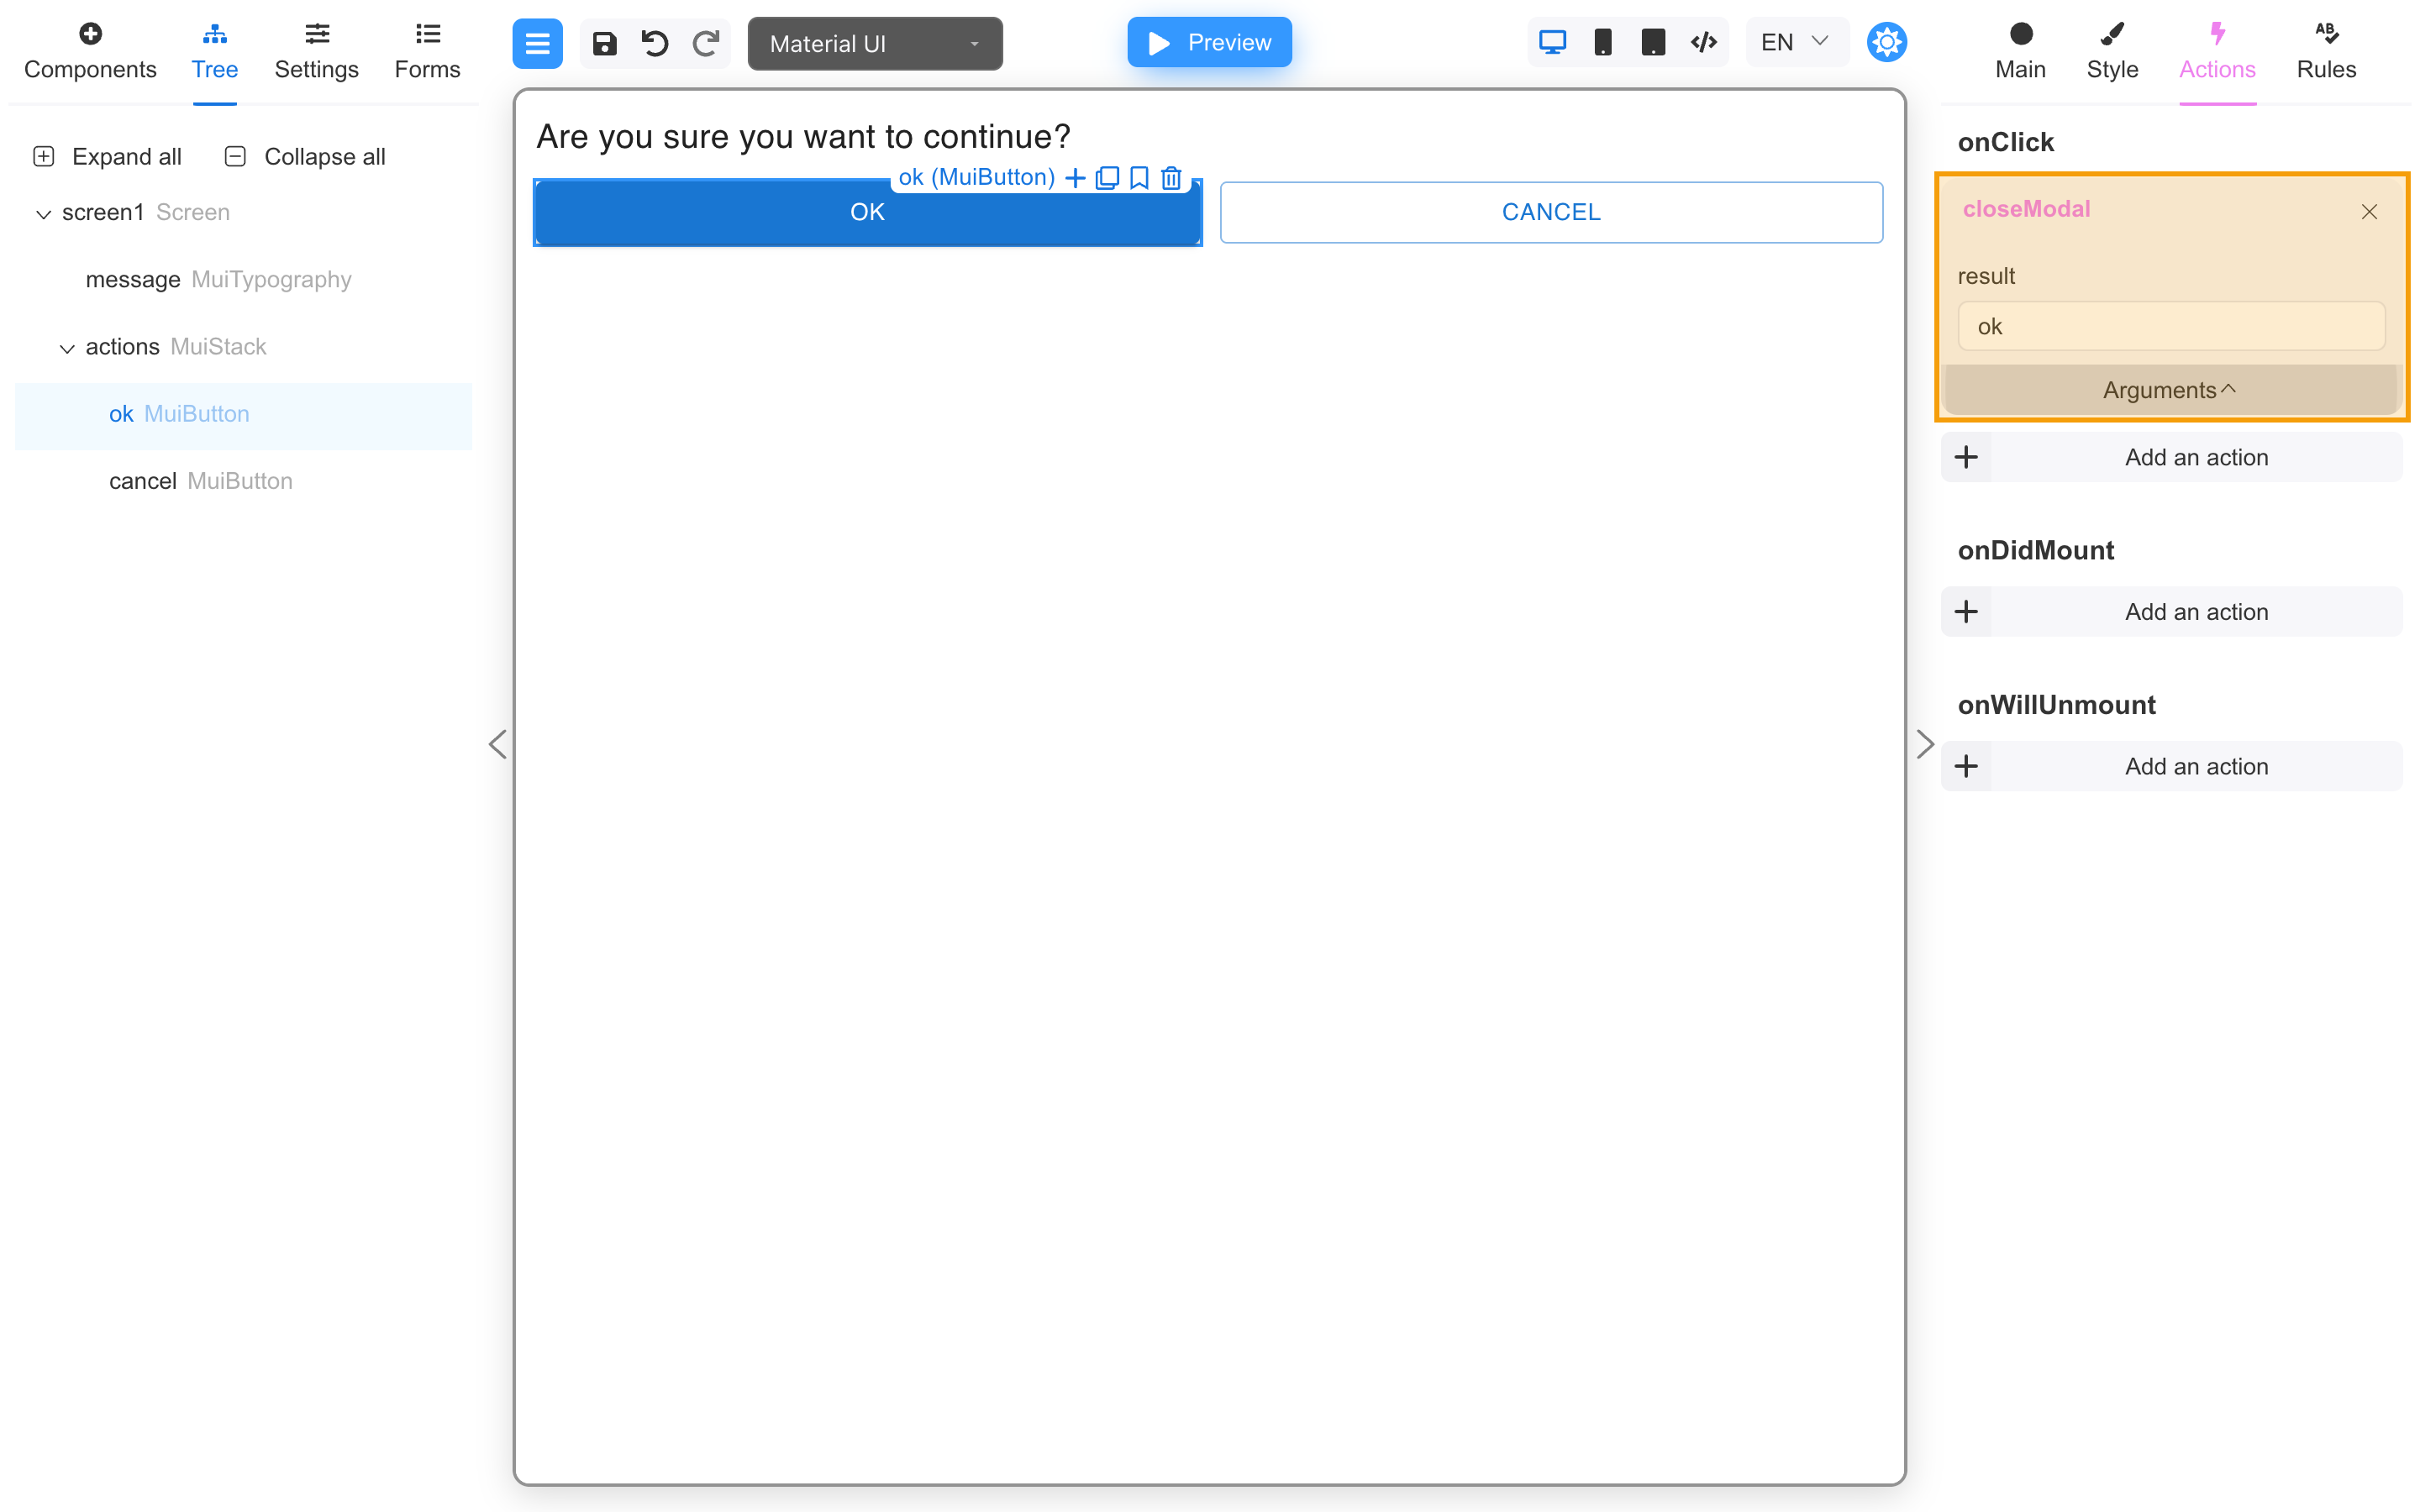 Components
Tree
Settings
Forms
Material UI
Preview
EN
Main
Style
Actions
AB
Rules
Expand all
Collapse all
screen1 Screen
message MuiTypography
actions MuiStack
ok MuiButton
cancel MuiButton
Are you sure you want to continue?
ok (MuiButton)
OK
CANCEL
onClick
closeModal
result
ok
Arguments
Add an action
onDidMount
Add an action
onWillUnmount
Add an action